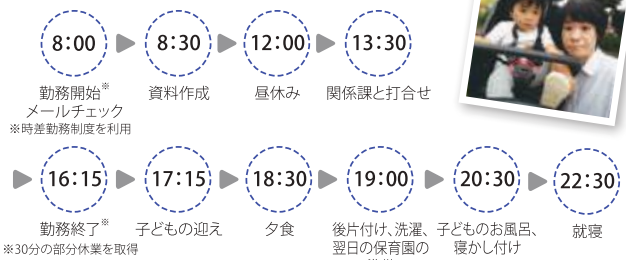 8:00
勤務開始※
メールチェック
※時差勤務制度を利用
8:30
資料作成
12:00
昼休み
13:30
関係課と打合せ
16:15
勤務終了※
※30分の部分休業を取得
17:15
子どもの迎え
18:30
夕食
19:00
後片付け、洗濯、
翌日の保育園の
20:30
子どものお風呂、
寝かし付け
22:30
就寝